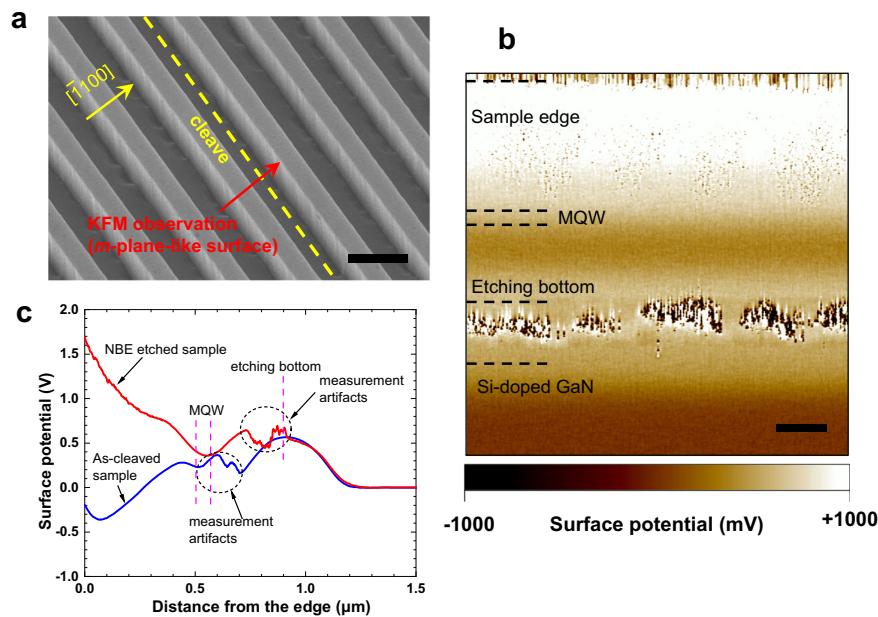 a
[1̄100]
cleave
KFM observation
(m-plane-like surface)
b
Sample edge
MQW
Etching bottom
Si-doped GaN
-1000
Surface potential (mV)
+1000
c
2.0
1.5
1.0
0.5
0.0
-0.5
-1.0
Surface potential (V)
NBE etched sample
etching bottom
measurement
artifacts
MQW
As-cleaved
sample
measurement
artifacts
0.0
0.5
1.0
1.5
Distance from the edge (µm)